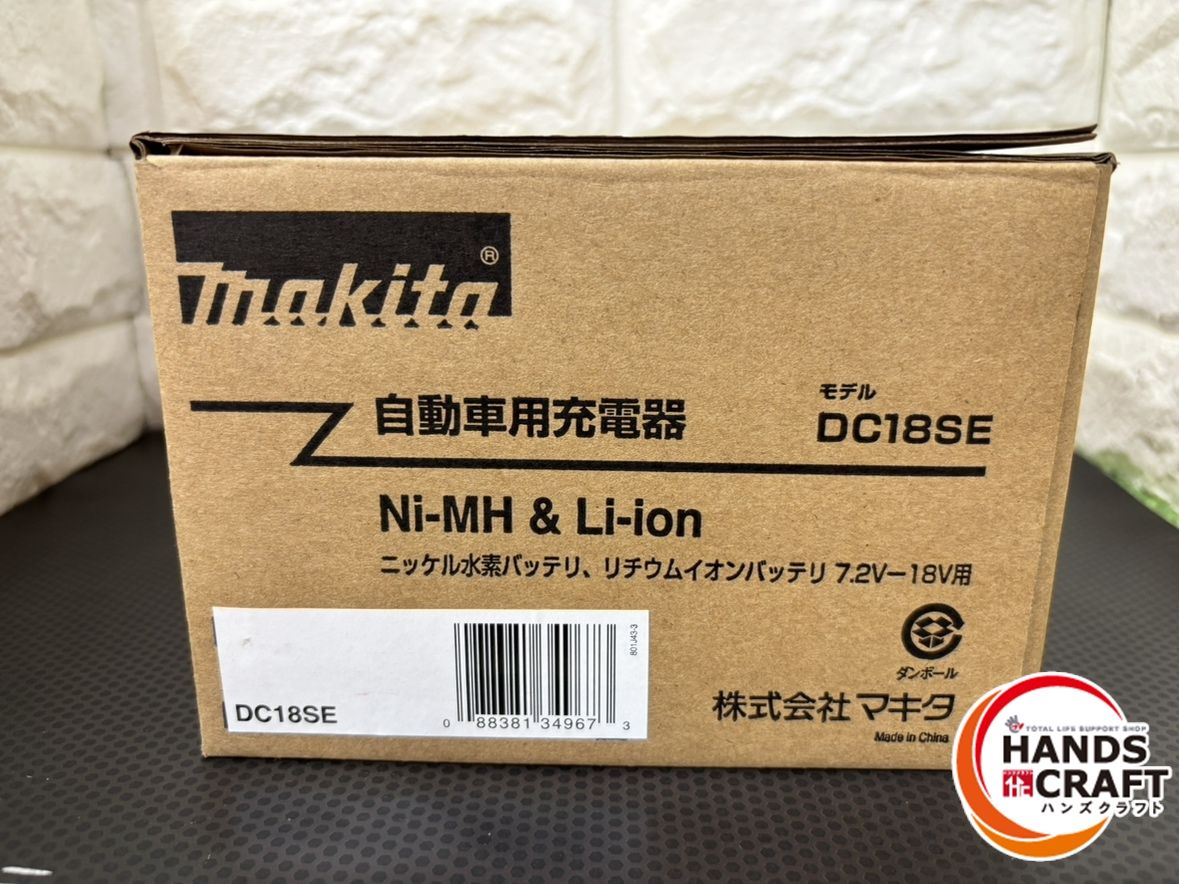 makita®
自動車用充電器
モデル
DC18SE
Ni-MH & Li-ion
ニッケル水素バッテリ、リチウムイオンバッテリ 7.2V－18V用
801J43-3
DC18SE
0 88381 34967 3
ダンボール
株式会社 マキタ
Made in China
TOTAL LIFE SUPPORT SHOP
HANDS
CRAFT
ハンズクラフト